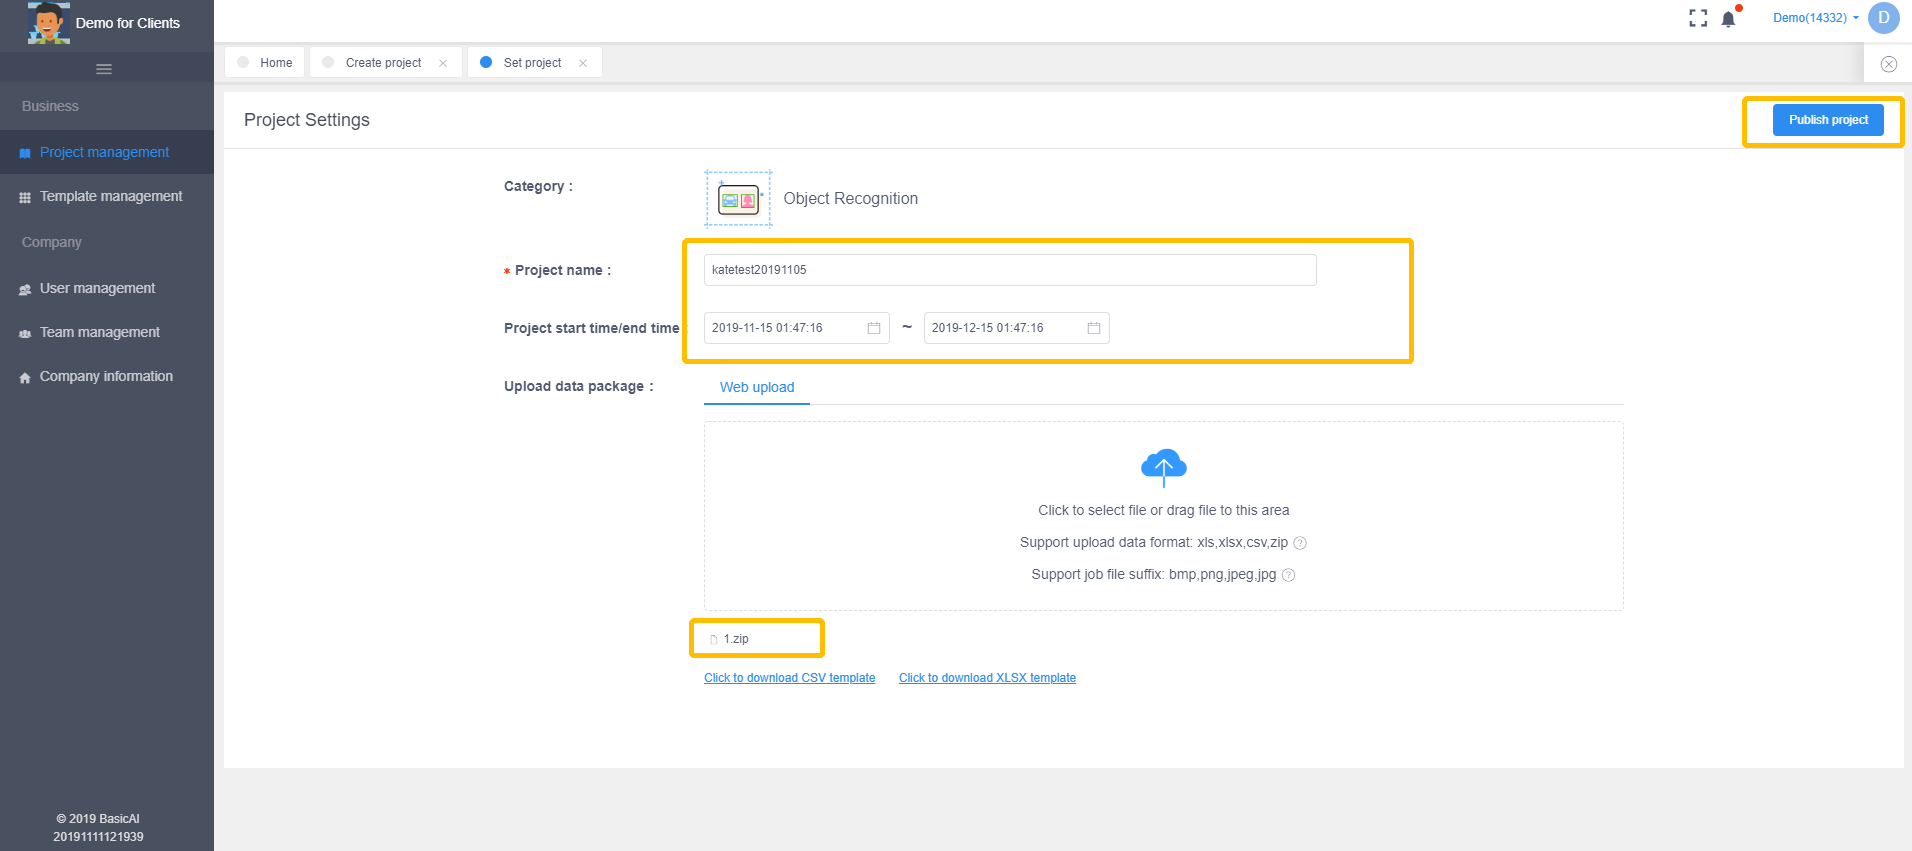 Demo for Clients
Demo(14332)
D
Home
Create project
Set project
Business
Project management
Template management
Company
User management
Team management
Company information
© 2019 BasicAI
20191111121939
Project Settings
Publish project
Category :
Object Recognition
* Project name :
katetest20191105
Project start time/end time :
2019-11-15 01:47:16 ~ 2019-12-15 01:47:16
Upload data package :
Web upload
Click to select file or drag file to this area
Support upload data format: xls,xlsx,csv,zip ?
Support job file suffix: bmp,png,jpeg,jpg ?
1.zip
Click to download CSV template
Click to download XLSX template